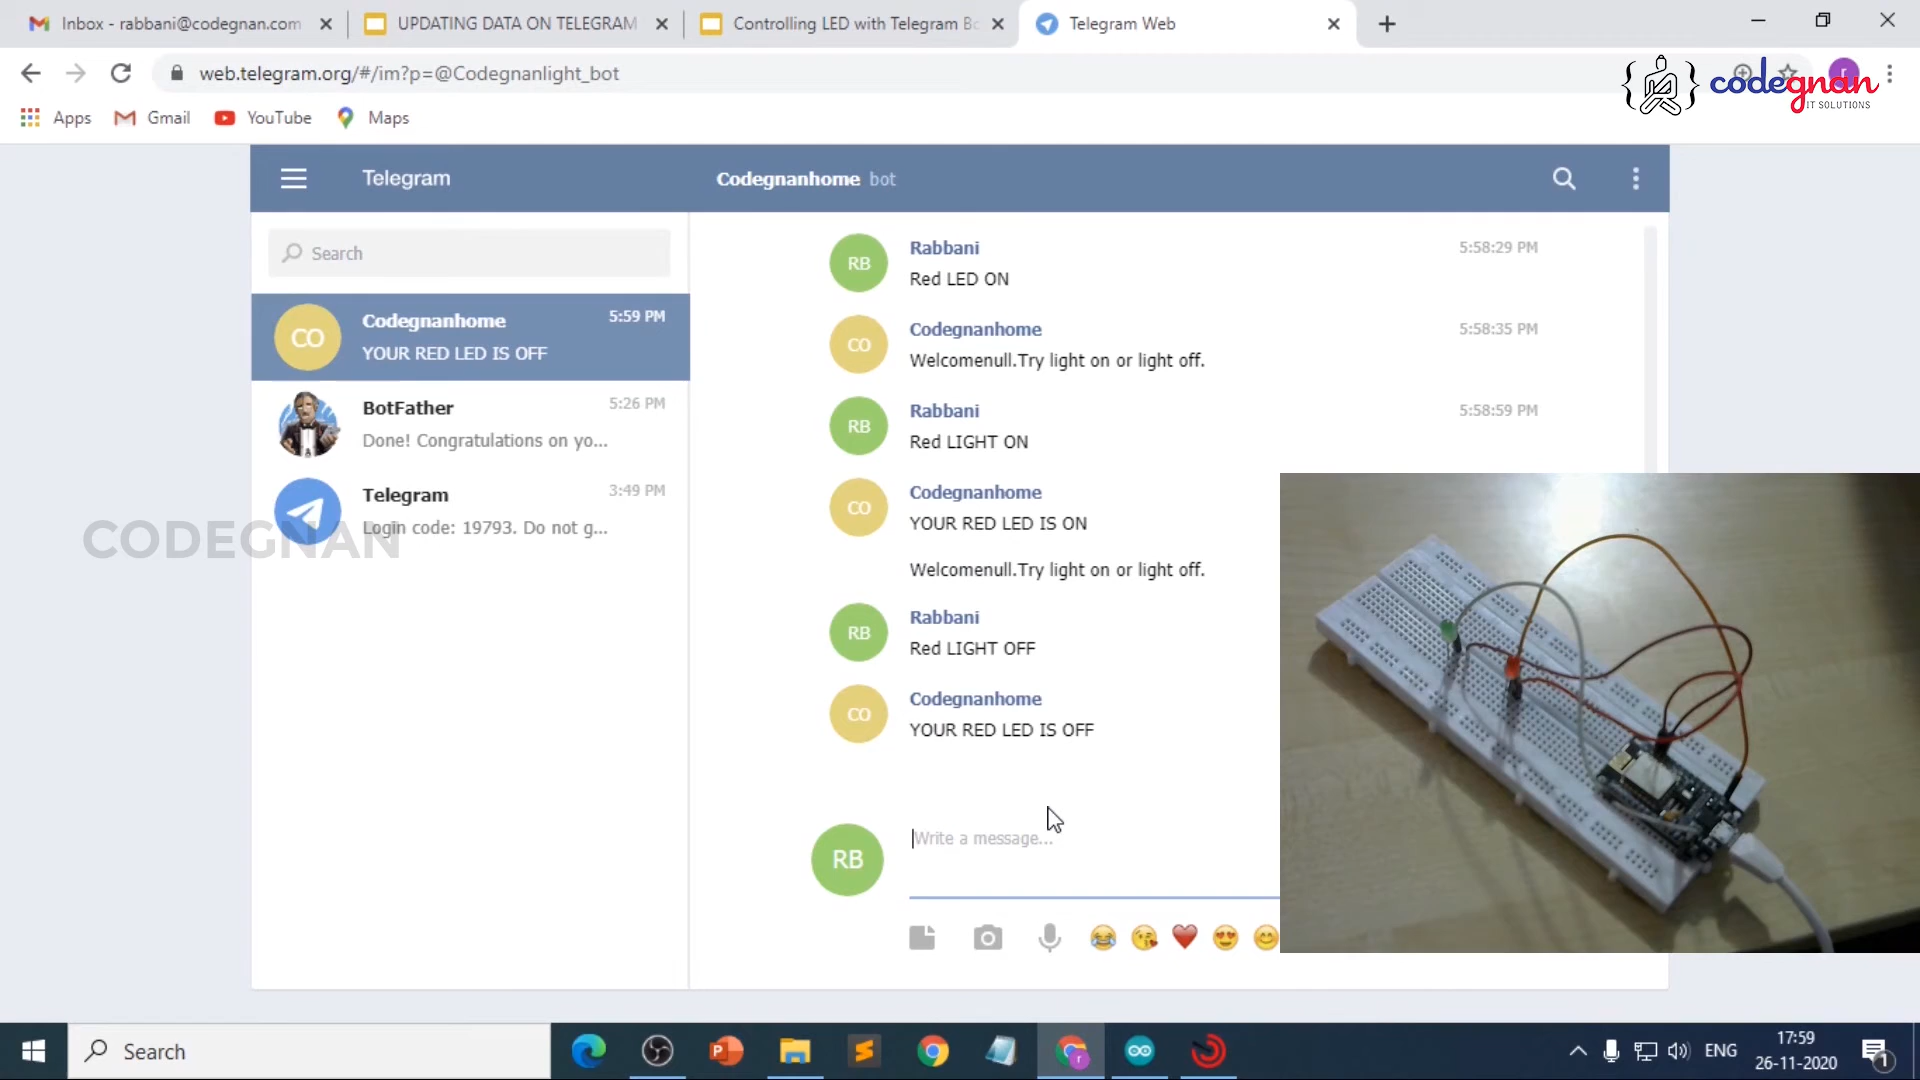 Inbox - rabbani@codegnan.com
UPDATING DATA ON TELEGRAM
Controlling LED with Telegram Bo
Telegram Web
web.telegram.org/#/im?p=@Codegnanlight_bot
r
{ } codegnan
IT SOLUTIONS
Apps
Gmail
YouTube
Maps
Telegram
Codegnanhome bot
Search
CO
Codegnanhome
5:59 PM
YOUR RED LED IS OFF
BotFather
5:26 PM
Done! Congratulations on yo...
Telegram
3:49 PM
Login code: 19793. Do not g...
CODEGNAN
RB
Rabbani
5:58:29 PM
Red LED ON
CO
Codegnanhome
5:58:35 PM
Welcomenull.Try light on or light off.
RB
Rabbani
5:58:59 PM
Red LIGHT ON
CO
Codegnanhome
YOUR RED LED IS ON
Welcomenull.Try light on or light off.
RB
Rabbani
Red LIGHT OFF
CO
Codegnanhome
YOUR RED LED IS OFF
RB
Write a message...
Search
P
r
ENG
17:59
26-11-2020
1